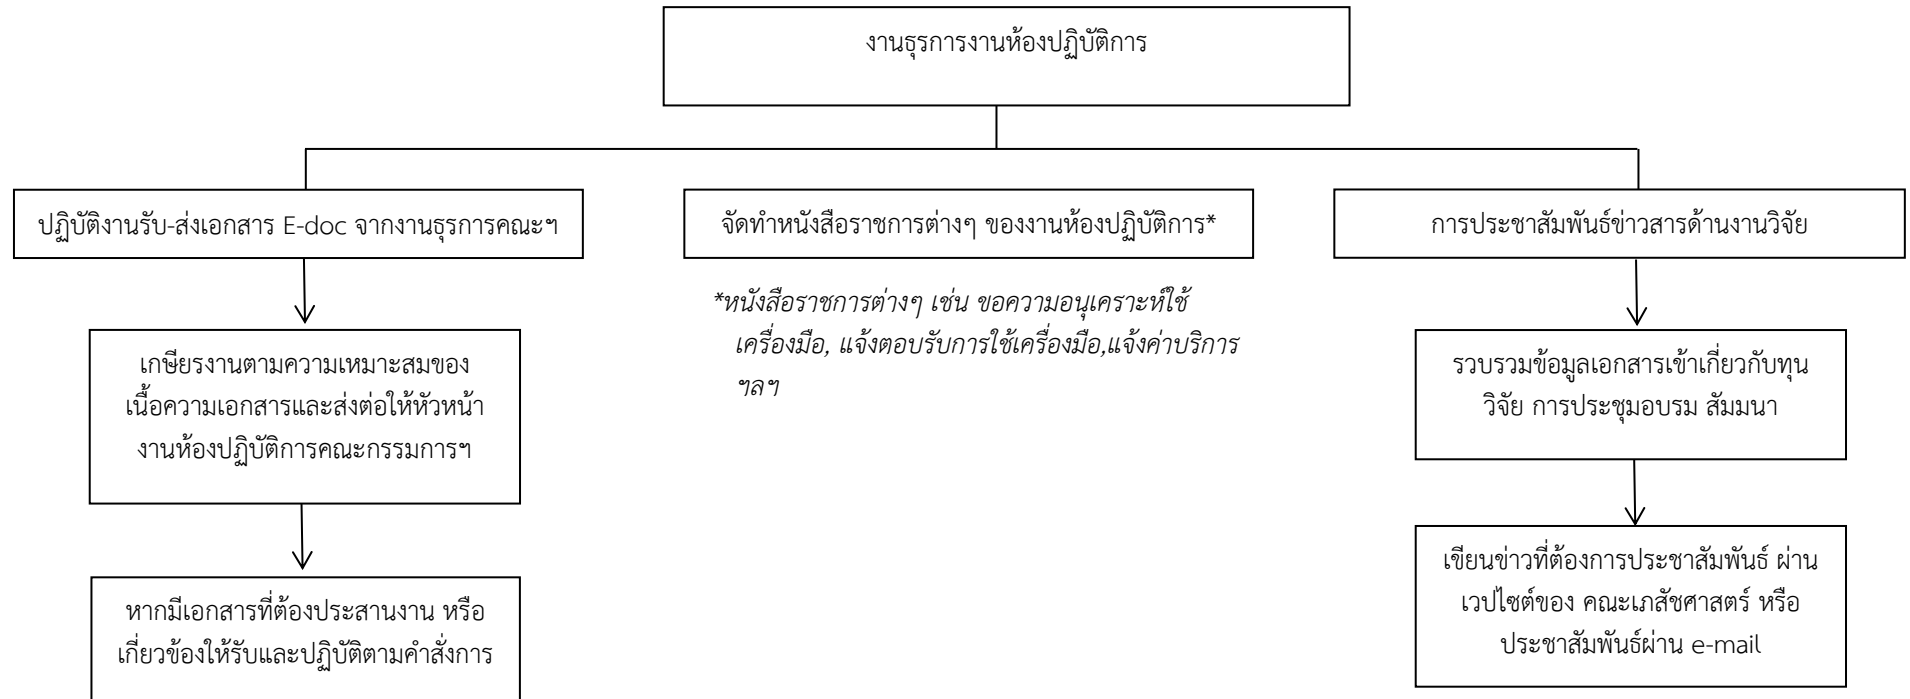 งานธุรการงานห้องปฏิบัติการ
ปฏิบัติงานรับ-ส่งเอกสาร E-doc จากงานธุรการคณะฯ
จัดทำหนังสือราชการต่างๆ ของงานห้องปฏิบัติการ*
การประชาสัมพันธ์ข่าวสารด้านงานวิจัย
*หนังสือราชการต่างๆ เช่น ขอความอนุเคราะห์ใช้
เครื่องมือ, แจ้งตอบรับการใช้เครื่องมือ,แจ้งค่าบริการ
ฯลฯ
เกษียรงานตามความเหมาะสมของ
เนื้อความเอกสารและส่งต่อให้หัวหน้า
งานห้องปฏิบัติการคณะกรรมการฯ
รวบรวมข้อมูลเอกสารเข้าเกี่ยวกับทุน
วิจัย การประชุมอบรม สัมมนา
หากมีเอกสารที่ต้องประสานงาน หรือ
เกี่ยวข้องให้รับและปฏิบัติตามคำสั่งการ
เขียนข่าวที่ต้องการประชาสัมพันธ์ ผ่าน
เวปไซต์ของ คณะเภสัชศาสตร์ หรือ
ประชาสัมพันธ์ผ่าน e-mail